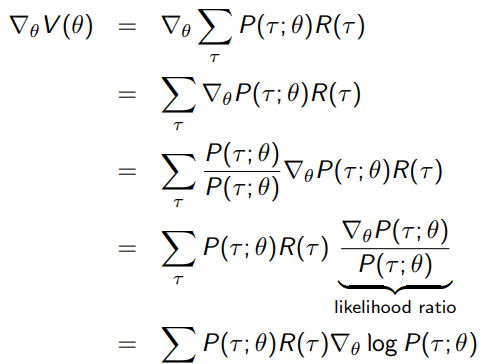 ∇θV(θ) = ∇θ ∑τ P(τ; θ)R(τ)
= ∑τ ∇θP(τ; θ)R(τ)
= ∑τ P(τ; θ)/P(τ; θ) ∇θP(τ; θ)R(τ)
= ∑τ P(τ; θ)R(τ) ∇θP(τ; θ)/P(τ; θ)
likelihood ratio
= ∑ P(τ; θ)R(τ)∇θ log P(τ; θ)